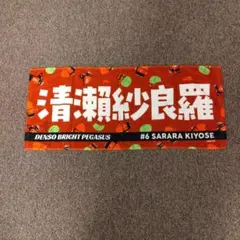 清瀬紗良羅
DENSO BRIGHT PEGASUS #6 SARARA KIYOSE